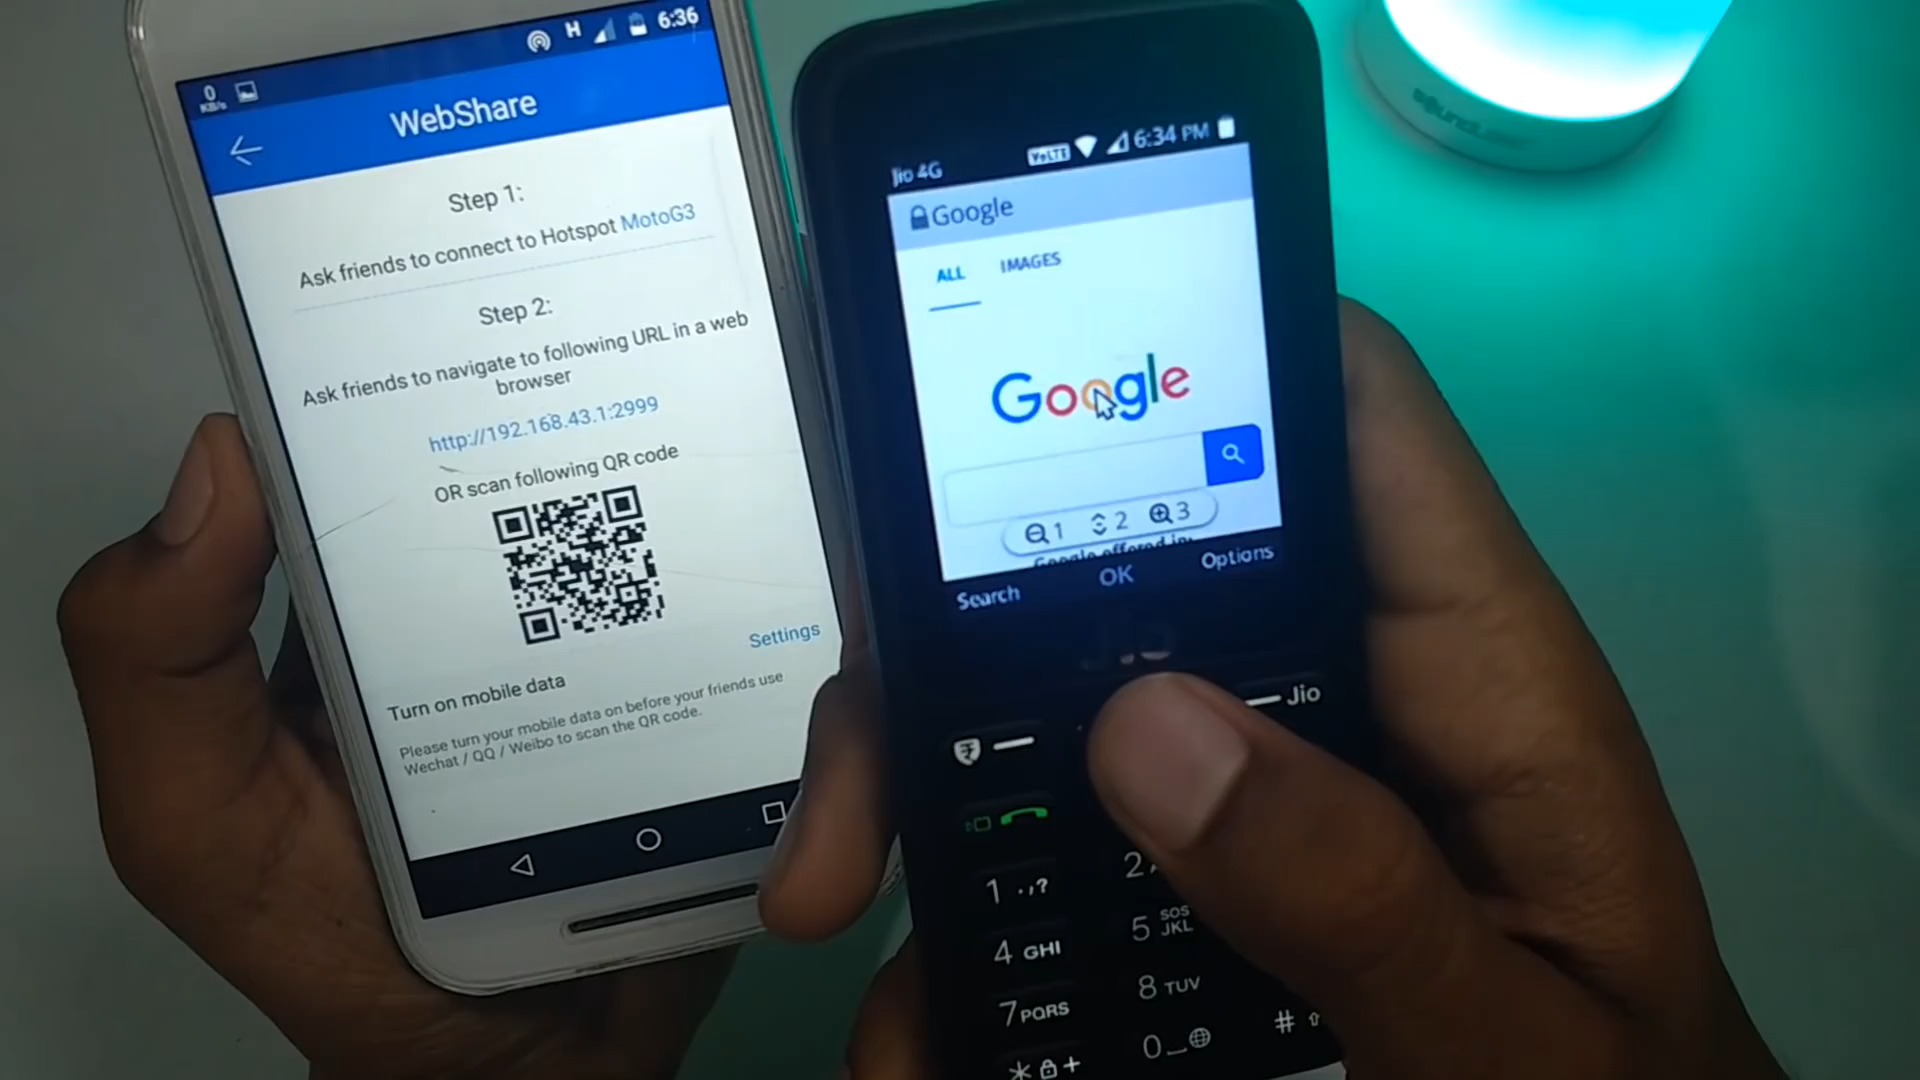 0
KB/s
H
6:36
WebShare
Step 1:
Ask friends to connect to Hotspot MotoG3
Step 2:
Ask friends to navigate to following URL in a web
browser
http://192.168.43.1:2999
OR scan following QR code
Settings
Turn on mobile data
Please turn your mobile data on before your friends use
Wechat / QQ / Weibo to scan the QR code.
Jio 4G
VoLTE
6:34 PM
Google
ALL
IMAGES
Google
1
2
3
Google offered in:
Search
OK
Options
Jio
Jio
1 .,?
2
4 GHI
5 SOS JKL
7 PQRS
8 TUV
* +
0
#